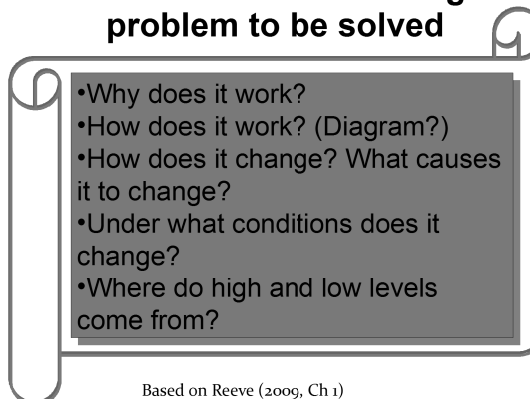 problem to be solved
•Why does it work?
•How does it work? (Diagram?)
•How does it change? What causes
it to change?
•Under what conditions does it
change?
•Where do high and low levels
come from?
Based on Reeve (2009, Ch 1)